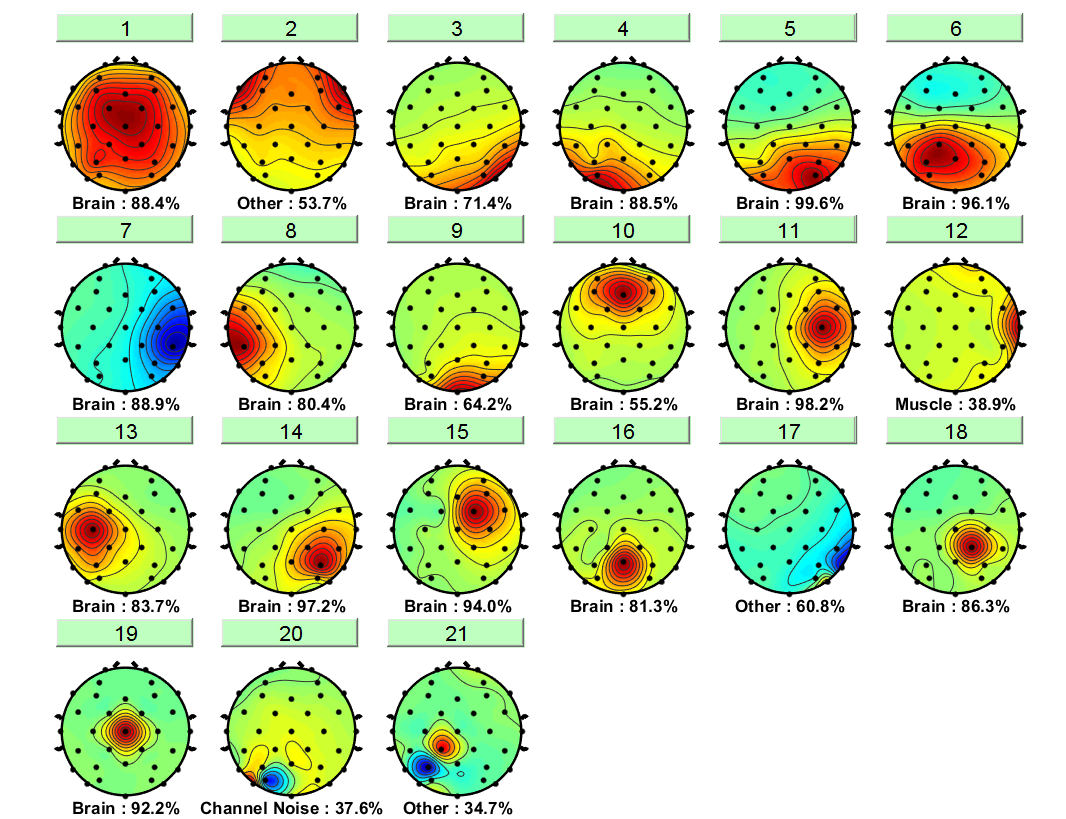 1 2 3 4 5 6
Brain : 88.4% Other : 53.7% Brain : 71.4% Brain : 88.5% Brain : 99.6% Brain : 96.1%
7 8 9 10 11 12
Brain : 88.9% Brain : 80.4% Brain : 64.2% Brain : 55.2% Brain : 98.2% Muscle : 38.9%
13 14 15 16 17 18
Brain : 83.7% Brain : 97.2% Brain : 94.0% Brain : 81.3% Other : 60.8% Brain : 86.3%
19 20 21
Brain : 92.2% Channel Noise : 37.6% Other : 34.7%